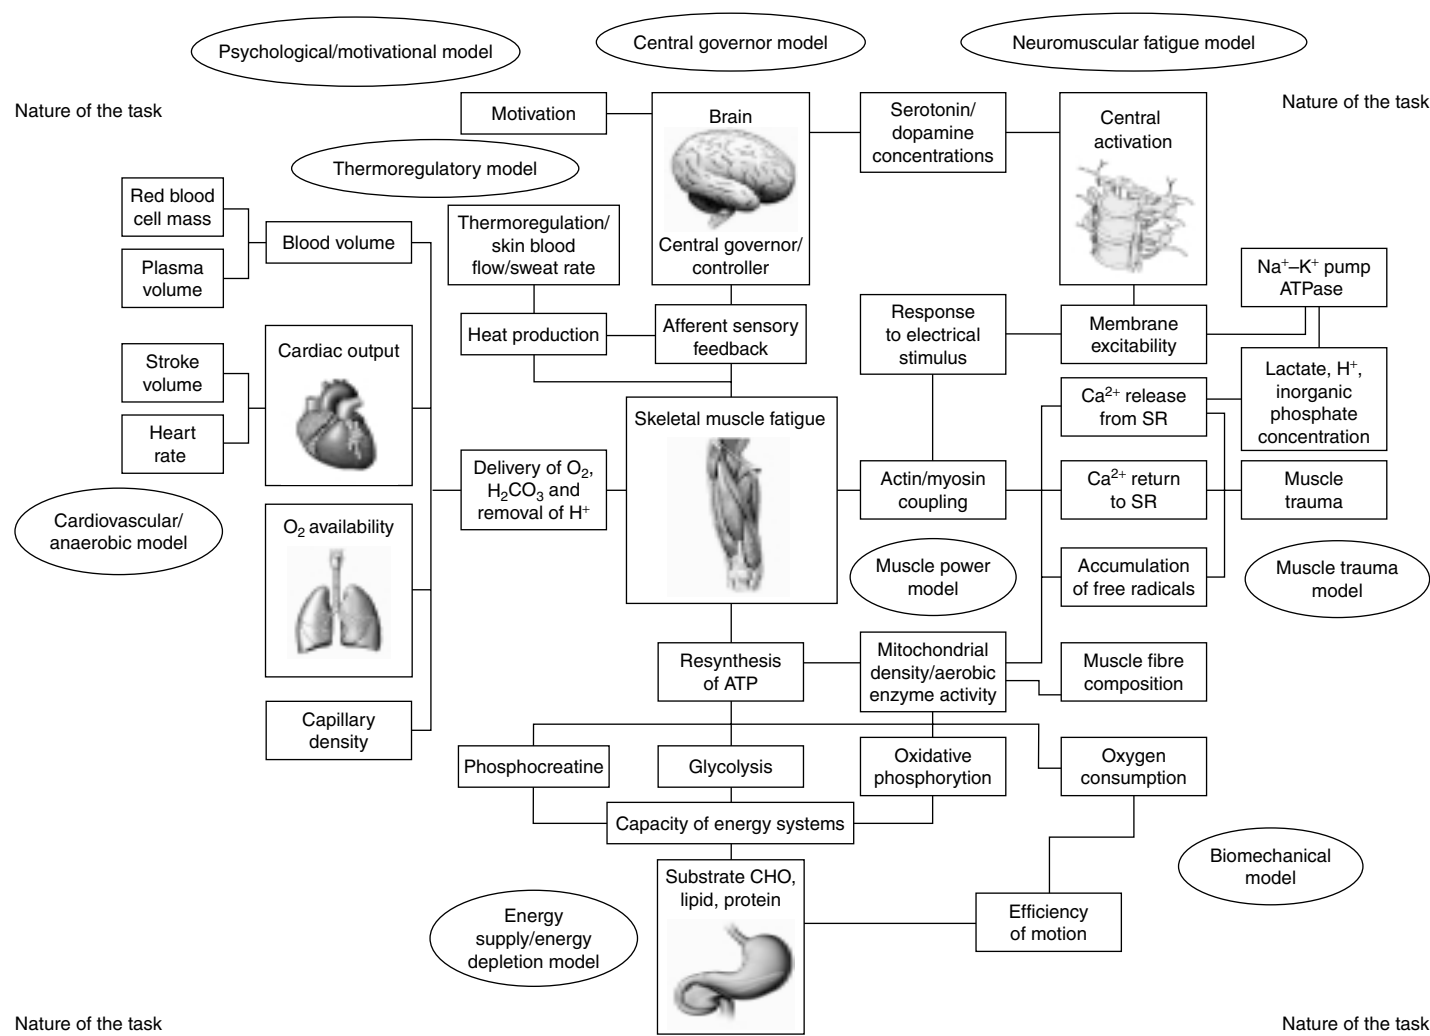 Psychological/motivational model
Central governor model
Neuromuscular fatigue model
Nature of the task
Nature of the task
Motivation
Brain
Central governor/
controller
Serotonin/
dopamine
concentrations
Central
activation
Thermoregulatory model
Red blood
cell mass
Plasma
volume
Blood volume
Thermoregulation/
skin blood
flow/sweat rate
Heat production
Afferent sensory
feedback
Response
to electrical
stimulus
Membrane
excitability
Na⁺–K⁺ pump
ATPase
Stroke
volume
Heart
rate
Cardiac output
Skeletal muscle fatigue
Ca²⁺ release
from SR
Lactate, H⁺,
inorganic
phosphate
concentration
Delivery of O₂,
H₂CO₃ and
removal of H⁺
Actin/myosin
coupling
Ca²⁺ return
to SR
Muscle
trauma
Cardiovascular/
anaerobic model
O₂ availability
Muscle power
model
Accumulation
of free radicals
Muscle trauma
model
Resynthesis
of ATP
Mitochondrial
density/aerobic
enzyme activity
Muscle fibre
composition
Capillary
density
Phosphocreatine
Glycolysis
Oxidative
phosphorytion
Oxygen
consumption
Capacity of energy systems
Biomechanical
model
Substrate CHO,
lipid, protein
Energy
supply/energy
depletion model
Efficiency
of motion
Nature of the task
Nature of the task